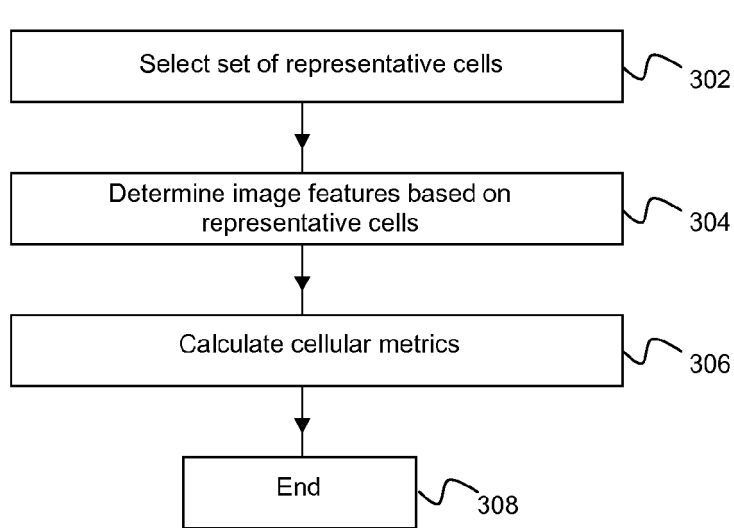 Select set of representative cells
302
Determine image features based on
representative cells
304
Calculate cellular metrics
306
End
308